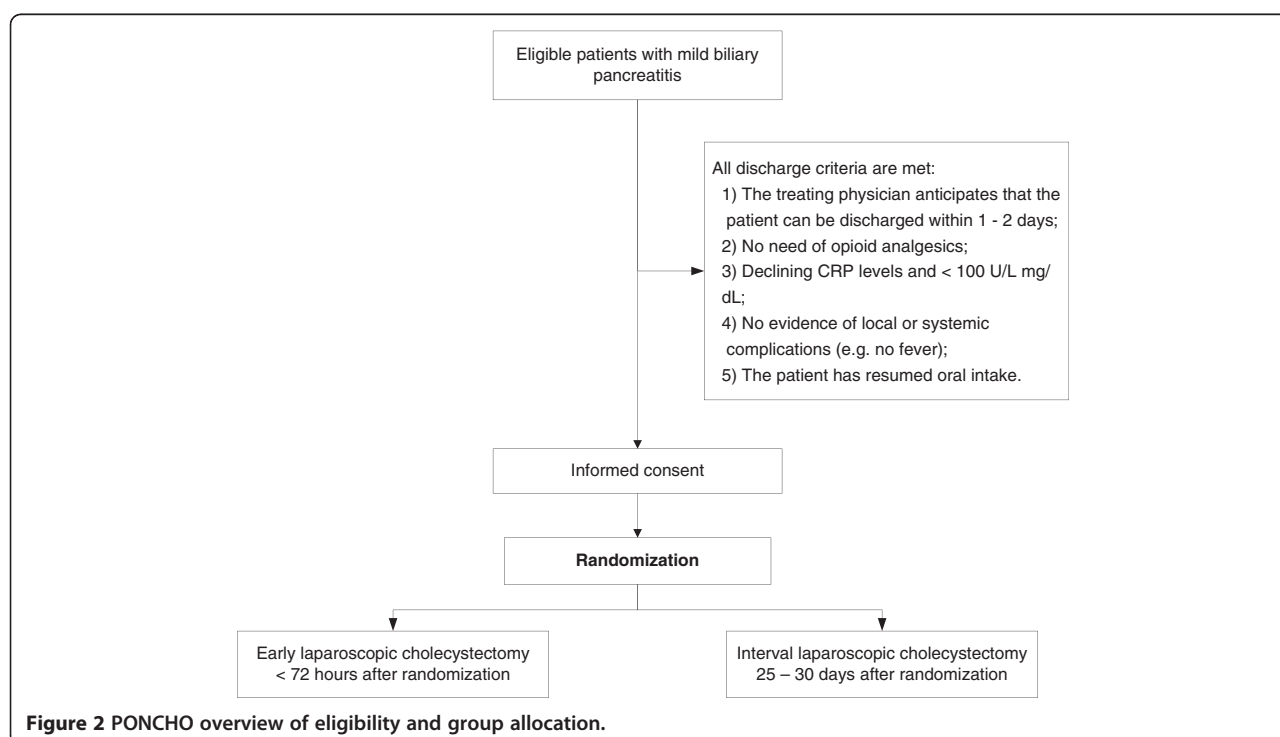 Eligible patients with mild biliary
pancreatitis
All discharge criteria are met:
1) The treating physician anticipates that the
patient can be discharged within 1 - 2 days;
2) No need of opioid analgesics;
3) Declining CRP levels and < 100 U/L mg/
dL;
4) No evidence of local or systemic
complications (e.g. no fever);
5) The patient has resumed oral intake.
Informed consent
Randomization
Early laparoscopic cholecystectomy
< 72 hours after randomization
Interval laparoscopic cholecystectomy
25 – 30 days after randomization
Figure 2 PONCHO overview of eligibility and group allocation.